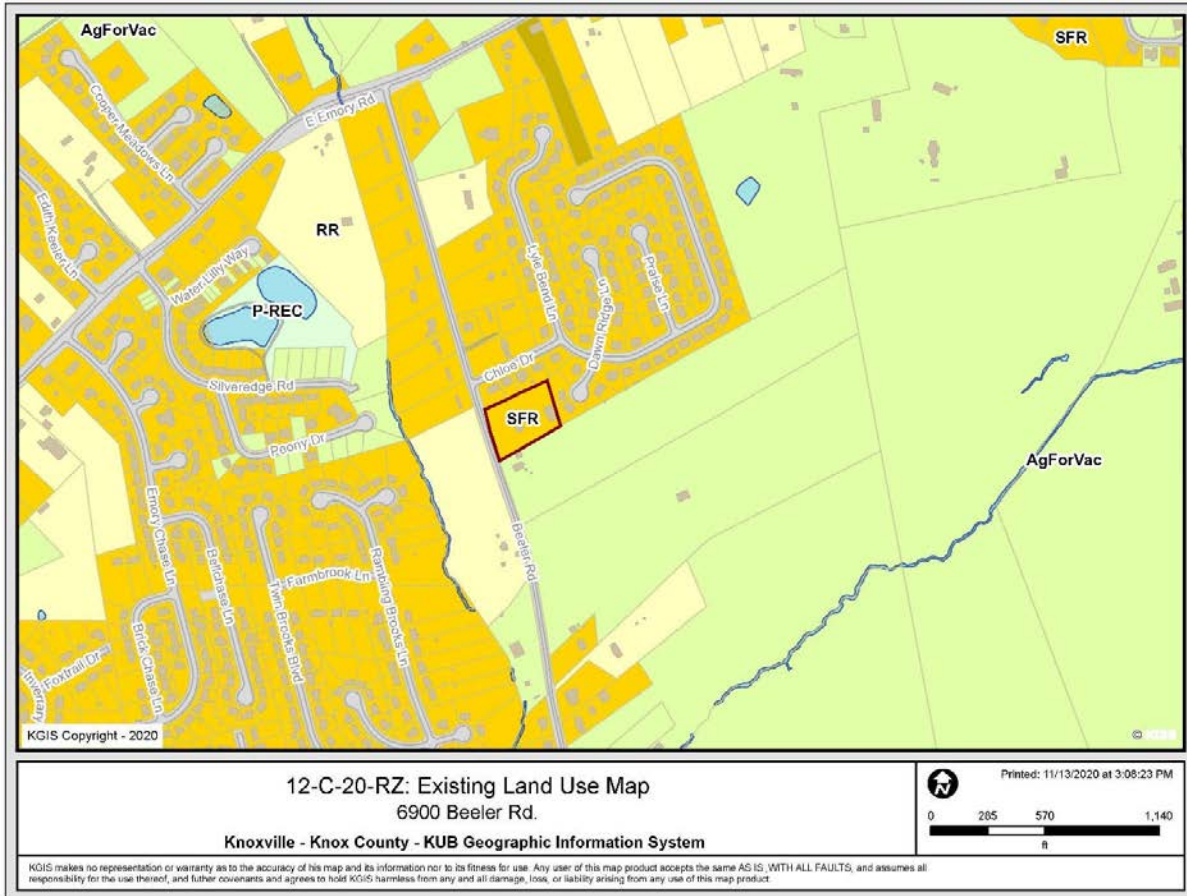 AgForVac
SFR
E Emory Rd
Cooper Meadows Ln
Edith Keeler Ln
RR
Water Lilly Way
P-REC
Lyle Bend Ln
Praise Ln
Dawn Ridge Ln
Chloe Dr
Silveredge Rd
SFR
Peony Dr
AgForVac
Emory Chase Ln
Bellchase Ln
Beeler Rd
Farmbrook Ln
Rambling Brooks Ln
Twin Brooks Blvd
Brick Chase Ln
Foxtrail Dr
KGIS Copyright - 2020
© KGIS
12-C-20-RZ: Existing Land Use Map
6900 Beeler Rd.
Knoxville - Knox County - KUB Geographic Information System
N
Printed: 11/13/2020 at 3:08:23 PM
0 285 570 1,140
ft
KGIS makes no representation or warranty as to the accuracy of his map and its information nor to its fitness for use. Any user of this map product accepts the same AS IS, WITH ALL FAULTS, and assumes all
responsibility for the use thereof, and futher covenants and agrees to hold KGIS harmless from any and all damage, loss, or liability arising from any use of this map product.